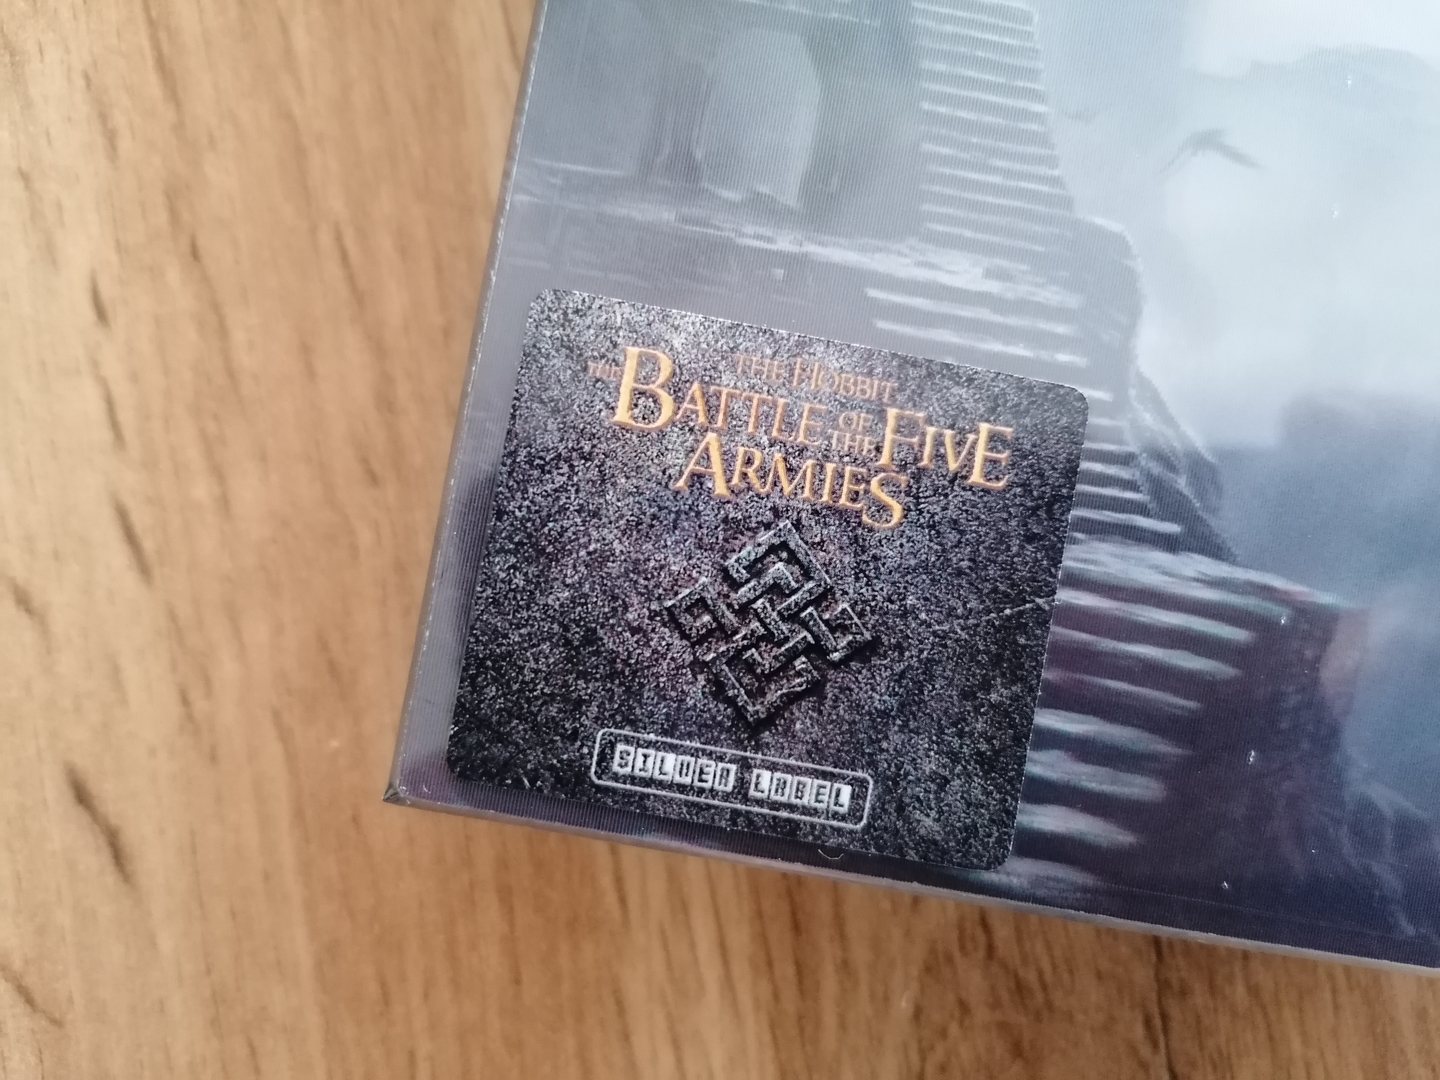 THE HOBBIT
THE BATTLE OF THE FIVE
ARMIES
SILVER LABEL